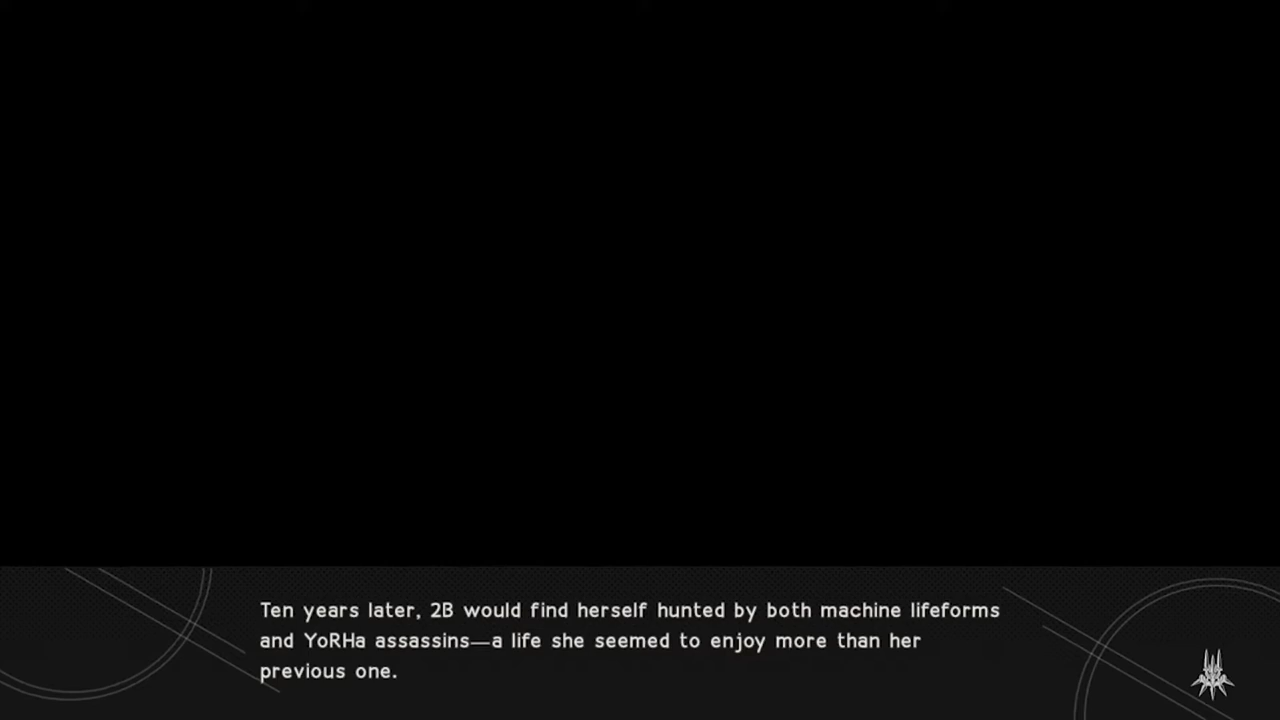 Ten years later, 2B would find herself hunted by both machine lifeforms
and YoRHa assassins—a life she seemed to enjoy more than her
previous one.